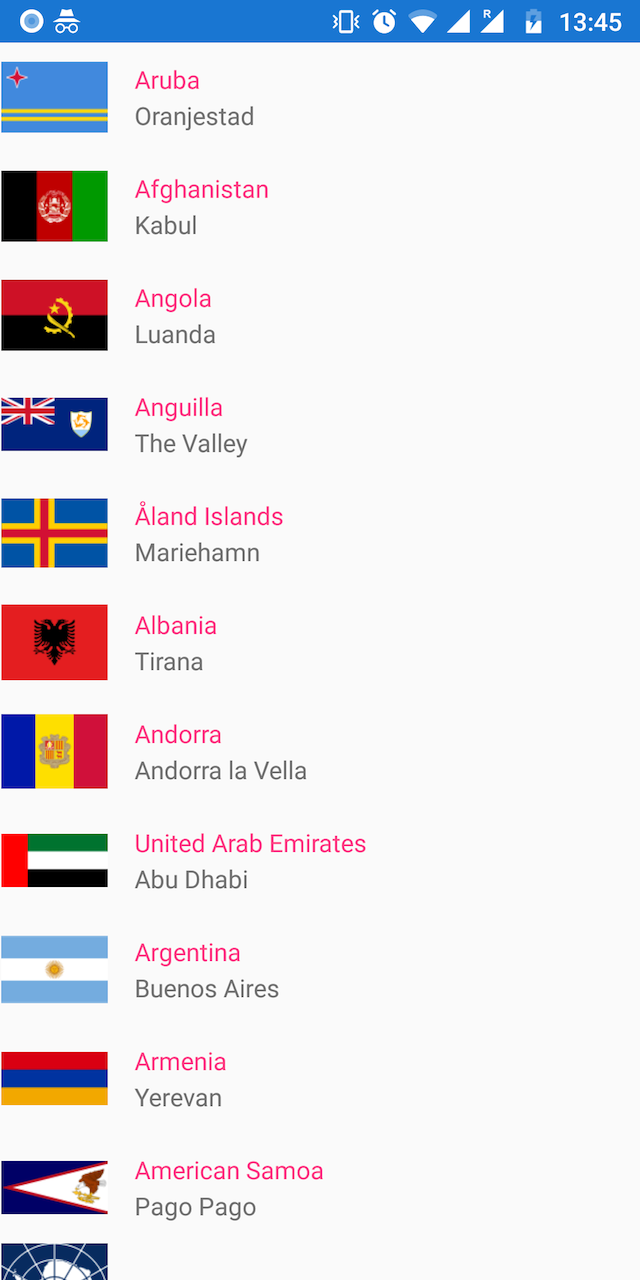 R
13:45
Aruba
Oranjestad
Afghanistan
Kabul
Angola
Luanda
Anguilla
The Valley
Åland Islands
Mariehamn
Albania
Tirana
Andorra
Andorra la Vella
United Arab Emirates
Abu Dhabi
Argentina
Buenos Aires
Armenia
Yerevan
American Samoa
Pago Pago